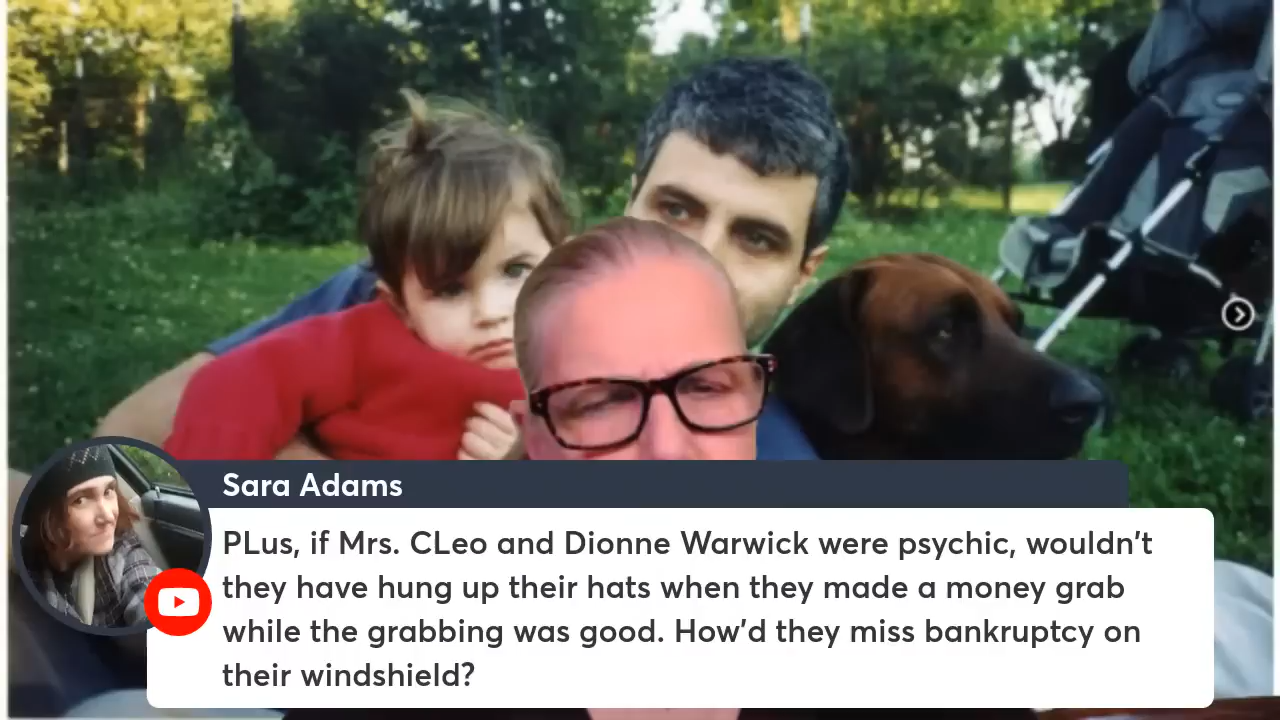 Sara Adams
PLus, if Mrs. CLeo and Dionne Warwick were psychic, wouldn't
they have hung up their hats when they made a money grab
while the grabbing was good. How'd they miss bankruptcy on
their windshield?